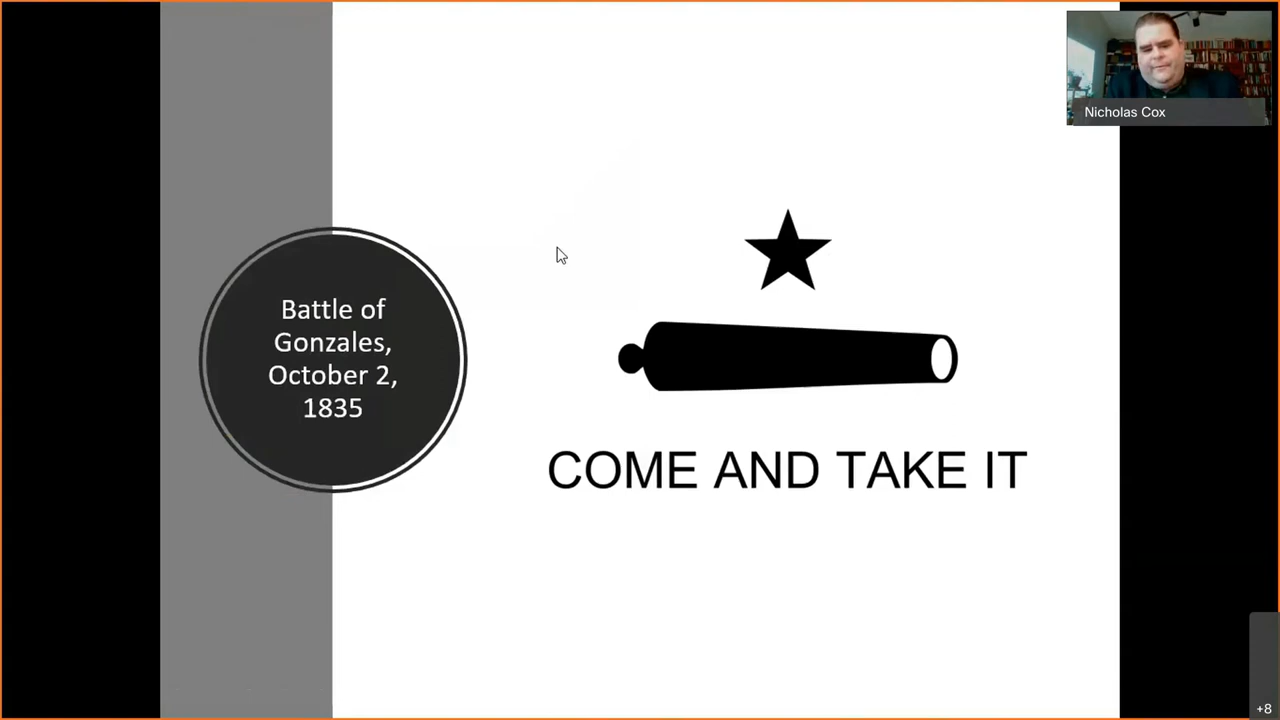 Nicholas Cox
Battle of
Gonzales,
October 2,
1835
COME AND TAKE IT
+8